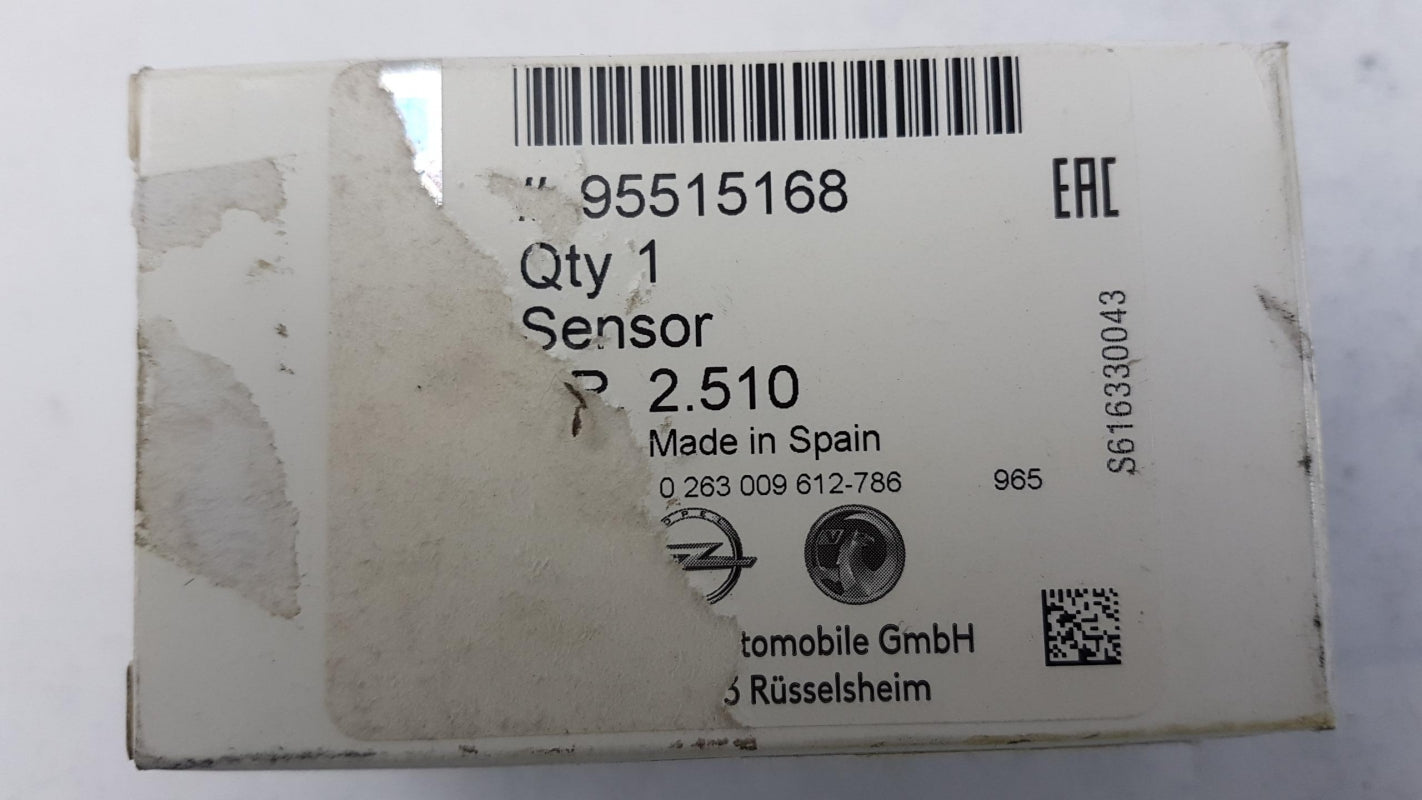 # 95515168
EAC
Qty 1
Sensor
2.510
Made in Spain
0 263 009 612-786 965
S616330043
OPEL
V
GmbH
Rüsselsheim